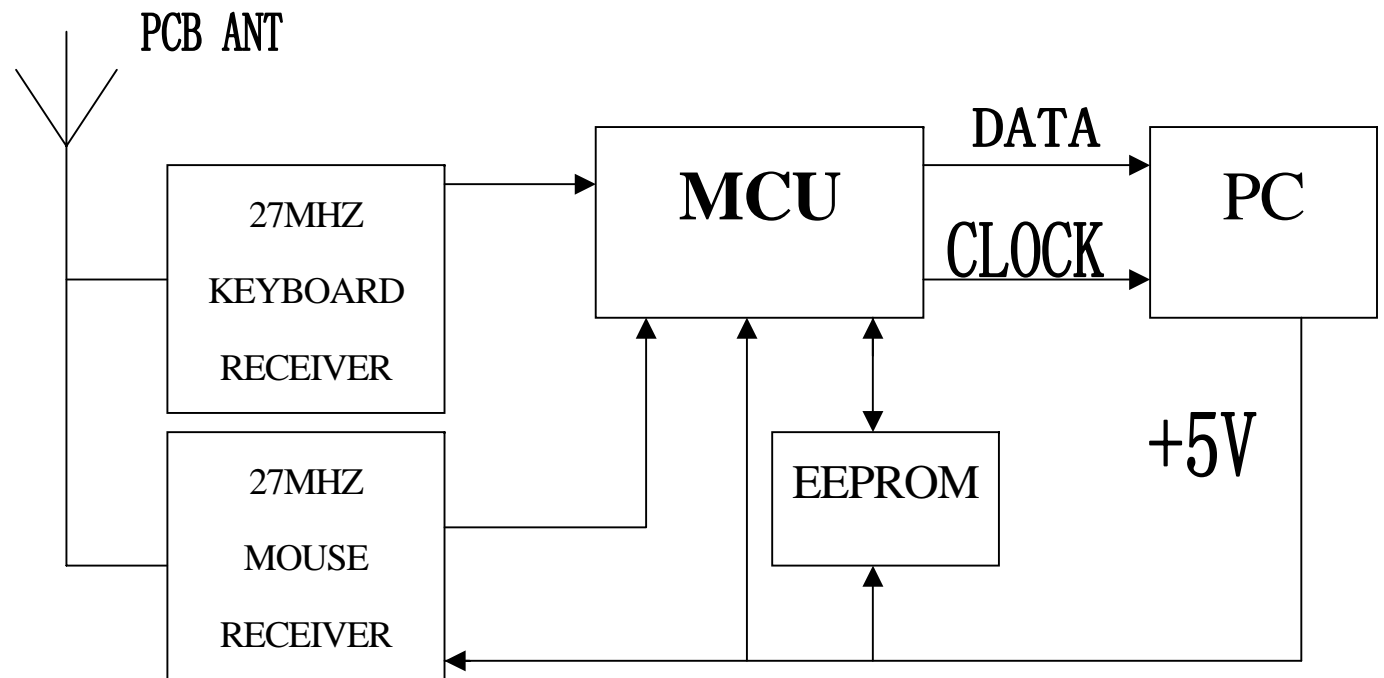 PCB ANT
27MHZ
KEYBOARD
RECEIVER
MCU
DATA
CLOCK
PC
27MHZ
MOUSE
RECEIVER
EEPROM
+5V